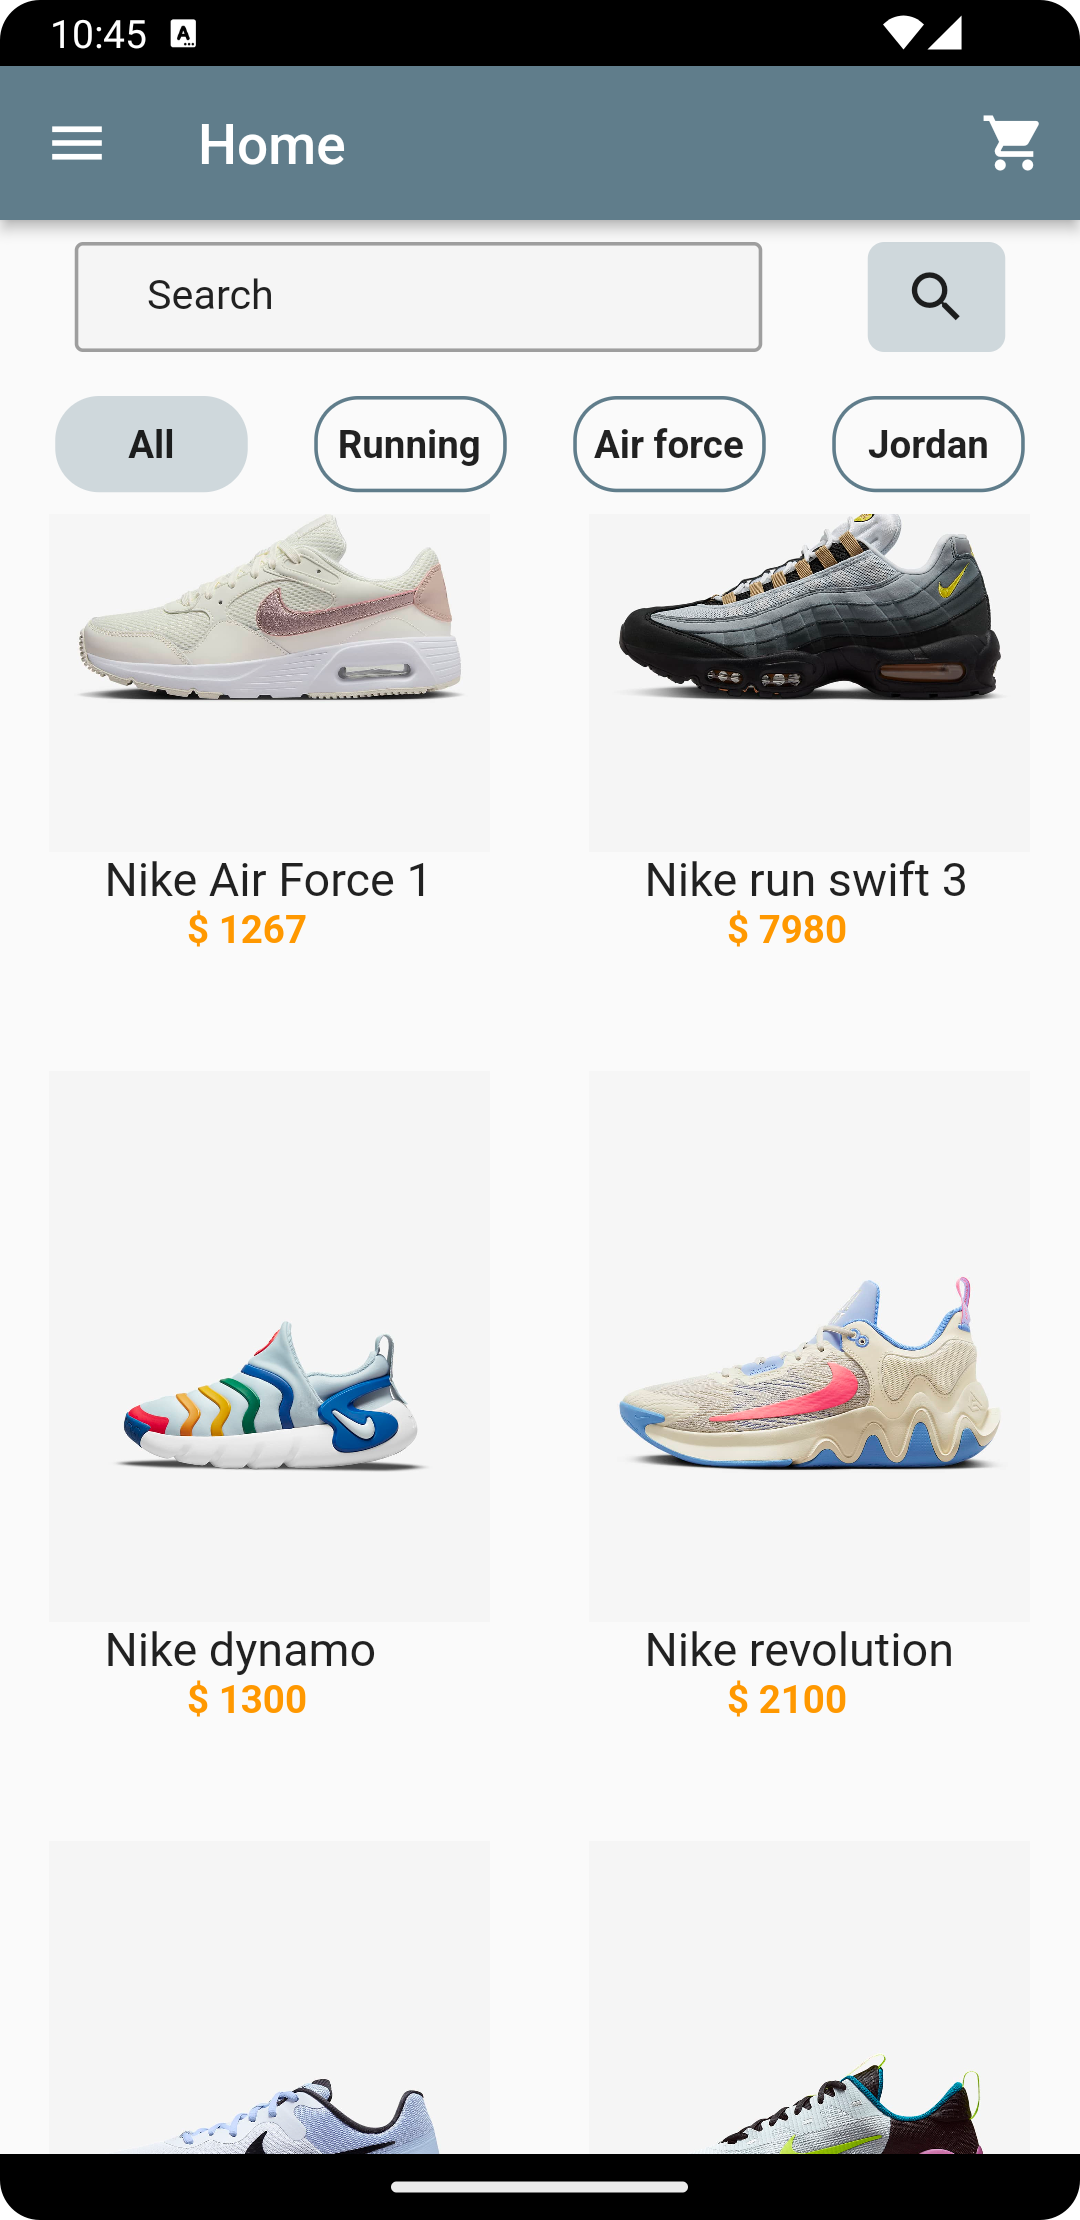 10:45
Home
Search
All Running Air force Jordan
Nike Air Force 1 Nike run swift 3
$ 1267 $ 7980
Nike dynamo Nike revolution
$ 1300 $ 2100